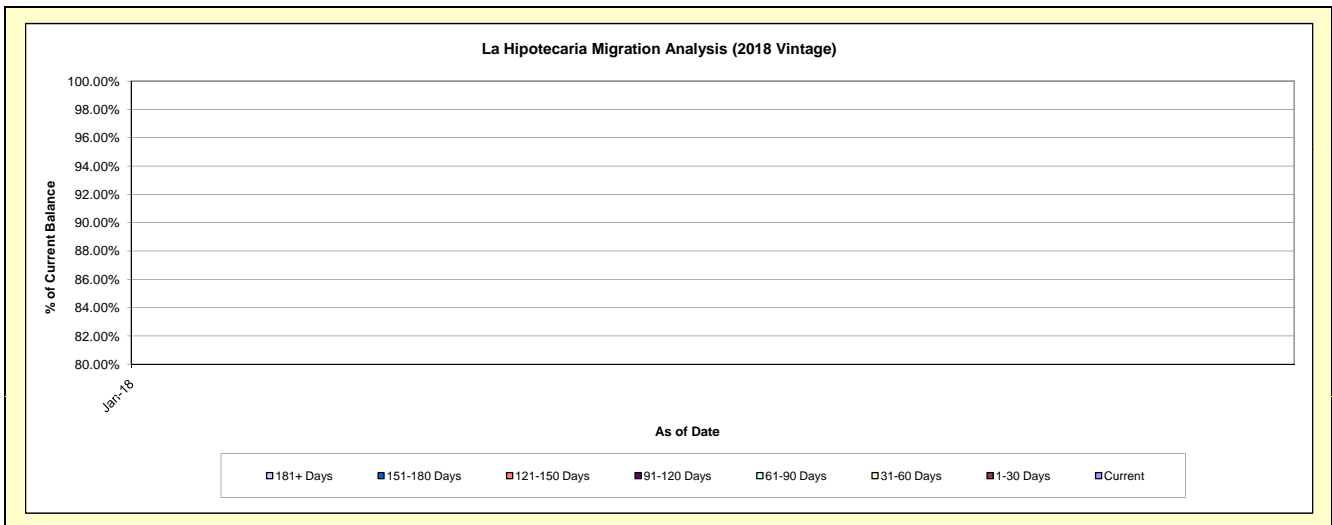 La Hipotecaria Migration Analysis (2018 Vintage)
% of Current Balance
100.00%
98.00%
96.00%
94.00%
92.00%
90.00%
88.00%
86.00%
84.00%
82.00%
80.00%
Jan-18
As of Date
181+ Days 151-180 Days 121-150 Days 91-120 Days 61-90 Days 31-60 Days 1-30 Days Current